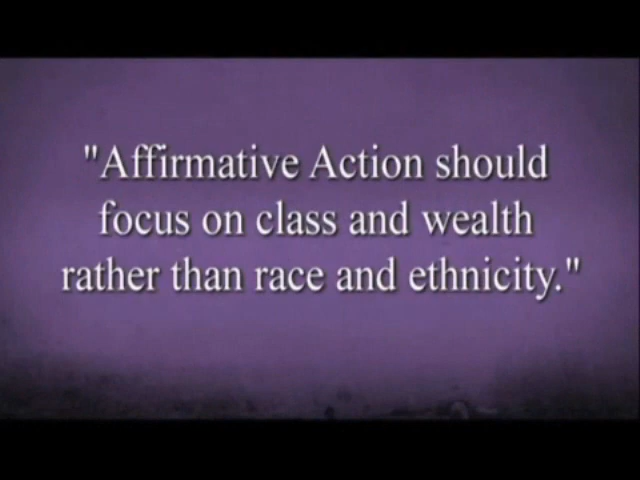 "Affirmative Action should
focus on class and wealth
rather than race and ethnicity."